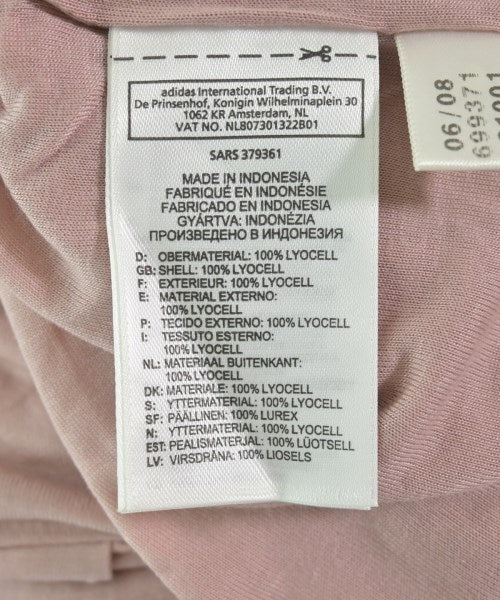 adidas International Trading B.V.
De Prinsenhof, Konigin Wilhelminaplein 30
1062 KR Amsterdam, NL
VAT NO. NL807301322B01
SARS 379361
MADE IN INDONESIA
FABRIQUÉ EN INDONÉSIE
FABRICADO EN INDONESIA
GYÁRTVA: INDONÉZIA
ПРОИЗВЕДЕНО В ИНДОНЕЗИЯ
D: OBERMATERIAL: 100% LYOCELL
GB: SHELL: 100% LYOCELL
F: EXTERIEUR: 100% LYOCELL
E: MATERIAL EXTERNO:
100% LYOCELL
P: TECIDO EXTERNO: 100% LYOCELL
I: TESSUTO ESTERNO:
100% LYOCELL
NL: MATERIAAL BUITENKANT:
100% LYOCELL
DK: MATERIALE: 100% LYOCELL
S: YTTERMATERIAL: 100% LYOCELL
SF: PÄÄLLINEN: 100% LUREX
N: YTTERMATERIAL: 100% LYOCELL
EST: PEALISMATERJAL: 100% LÜOTSELL
LV: VIRSDRĀNA: 100% LIOSELS
06/08
699371